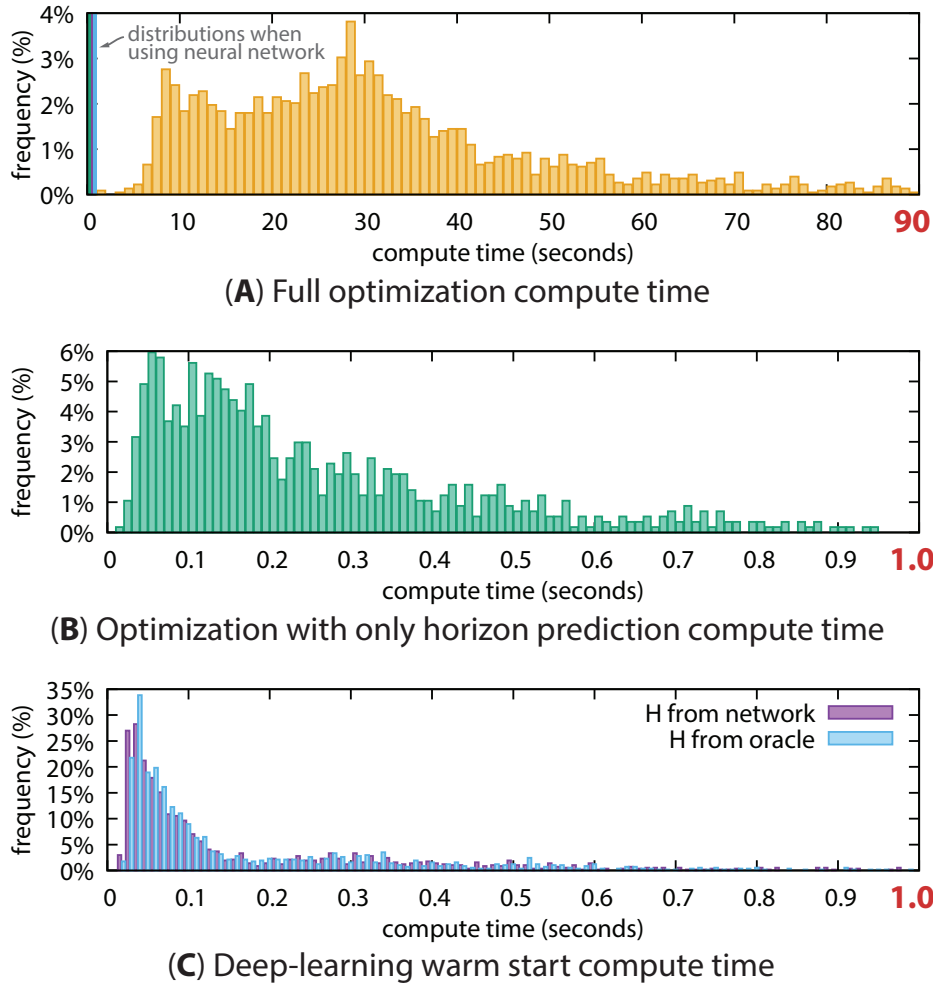 4%
3%
2%
1%
0%
frequency (%)
distributions when
using neural network
0 10 20 30 40 50 60 70 80 90
compute time (seconds)
(A) Full optimization compute time
6%
5%
4%
3%
2%
1%
0%
frequency (%)
0 0.1 0.2 0.3 0.4 0.5 0.6 0.7 0.8 0.9 1.0
compute time (seconds)
(B) Optimization with only horizon prediction compute time
35%
30%
25%
20%
15%
10%
5%
0%
frequency (%)
H from network
H from oracle
0 0.1 0.2 0.3 0.4 0.5 0.6 0.7 0.8 0.9 1.0
compute time (seconds)
(C) Deep-learning warm start compute time